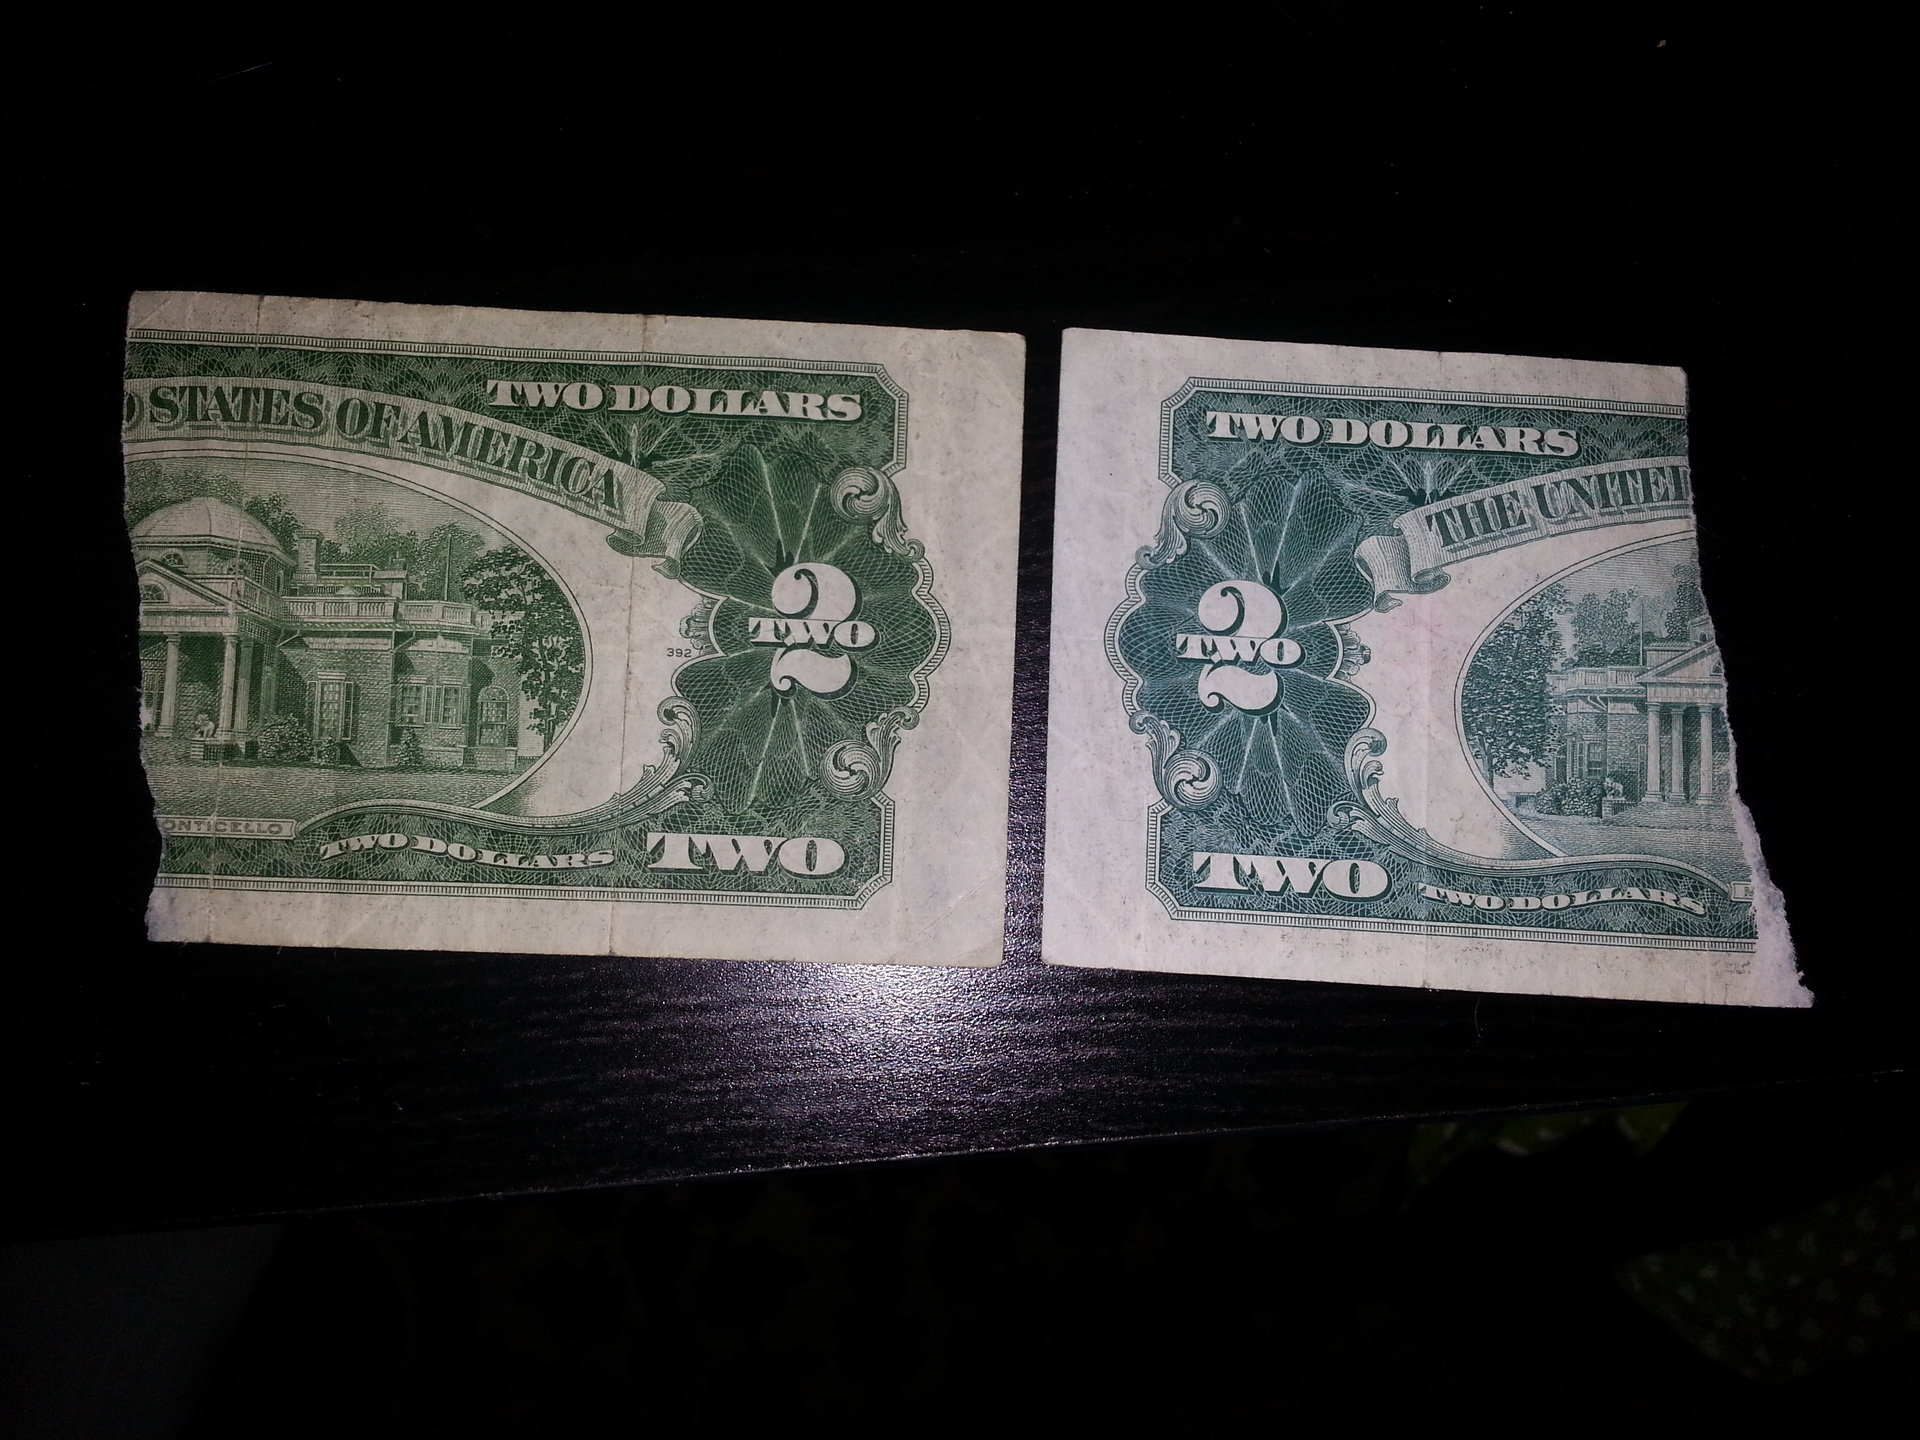 TWO DOLLARS
D STATES OF AMERICA
2
TWO
392
ONTICELLO
TWO DOLLARS
TWO
TWO DOLLARS
THE UNITED
2
TWO
TWO
TWO DOLLARS
M